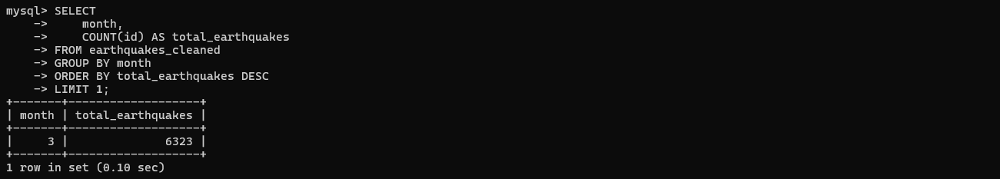 mysql> SELECT
    ->     month,
    ->     COUNT(id) AS total_earthquakes
    -> FROM earthquakes_cleaned
    -> GROUP BY month
    -> ORDER BY total_earthquakes DESC
    -> LIMIT 1;
+-------+-------------------+
| month | total_earthquakes |
+-------+-------------------+
|     3 |              6323 |
+-------+-------------------+
1 row in set (0.10 sec)